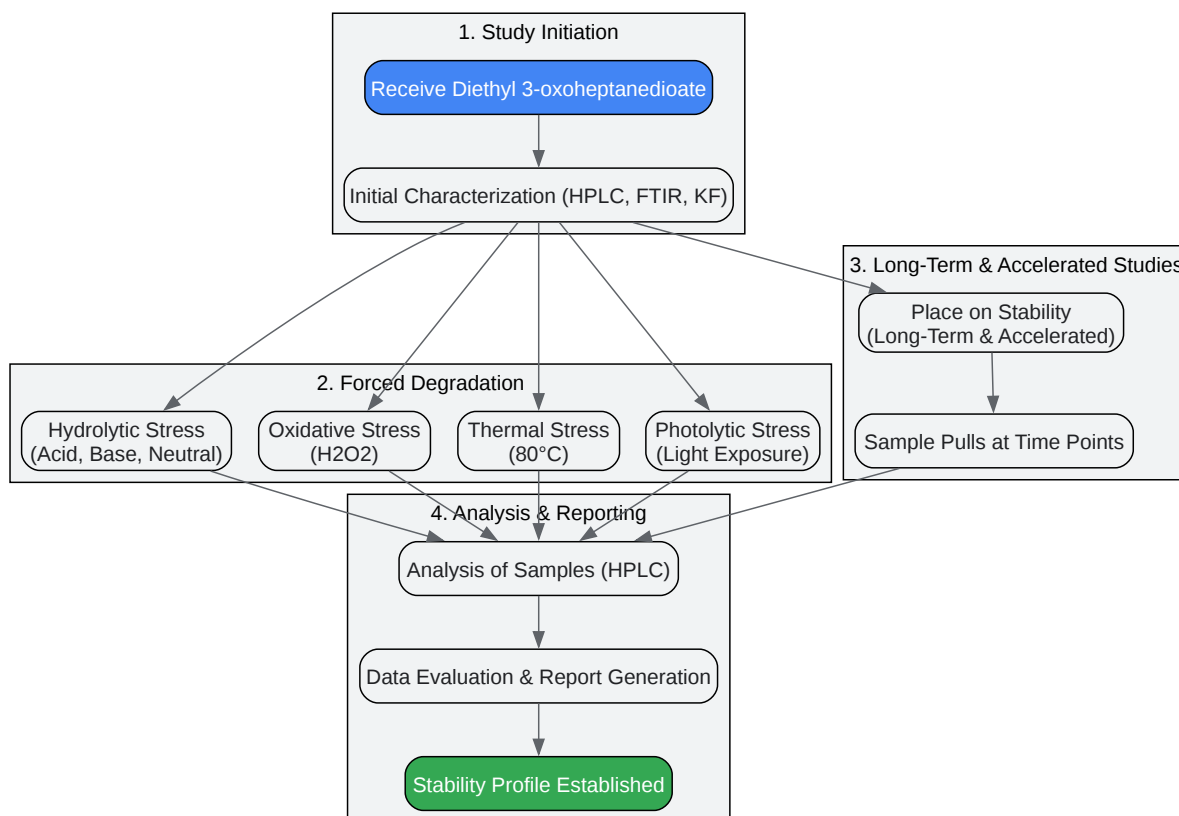 1. Study Initiation
Receive Diethyl 3-oxoheptanedioate
Initial Characterization (HPLC, FTIR, KF)
3. Long-Term & Accelerated Studies
Place on Stability
(Long-Term & Accelerated)
Sample Pulls at Time Points
2. Forced Degradation
Hydrolytic Stress
(Acid, Base, Neutral)
Oxidative Stress
(H2O2)
Thermal Stress
(80°C)
Photolytic Stress
(Light Exposure)
4. Analysis & Reporting
Analysis of Samples (HPLC)
Data Evaluation & Report Generation
Stability Profile Established